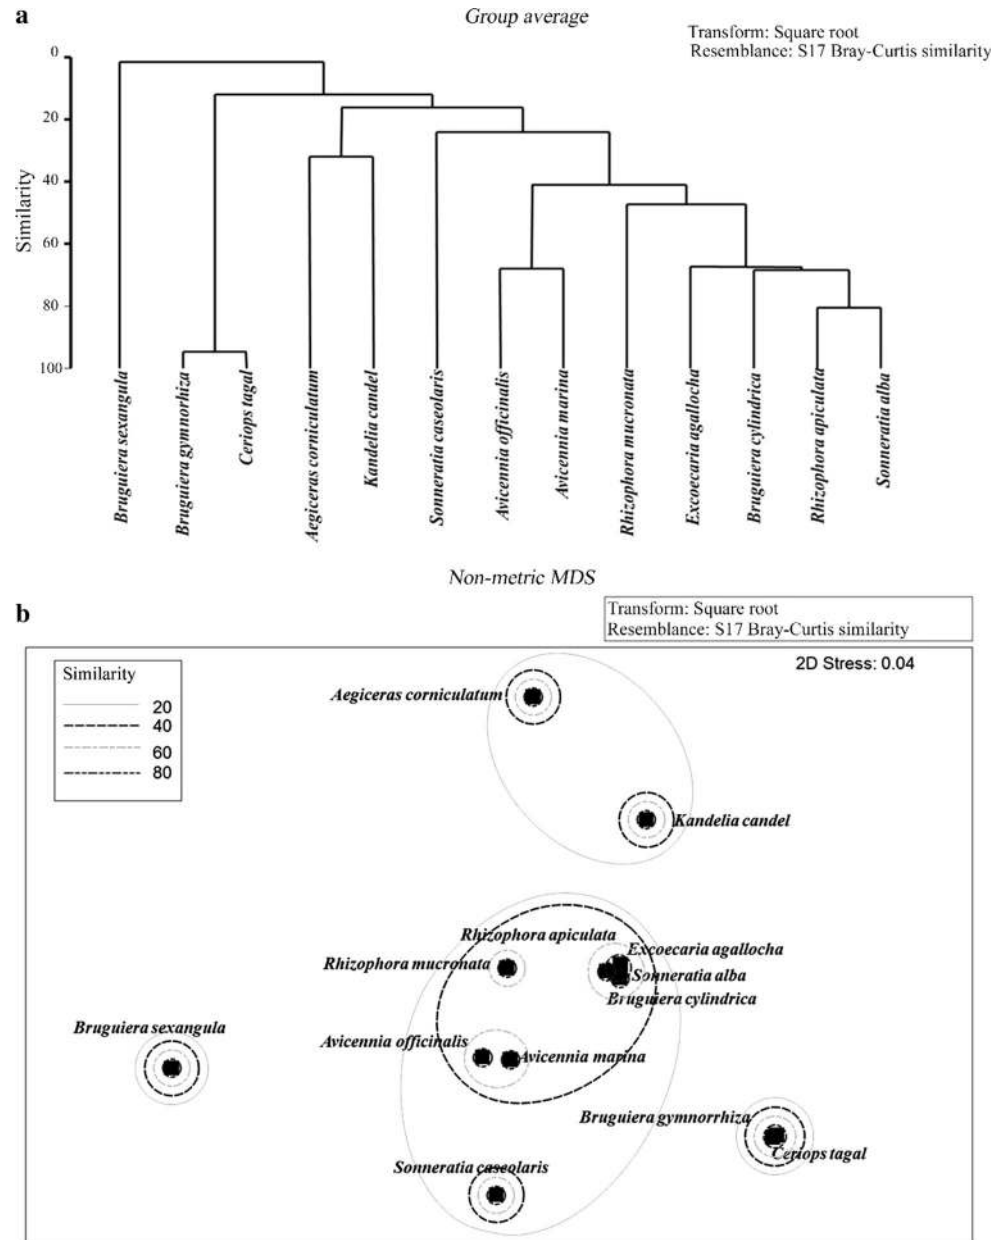 a
Group average
Transform: Square root
Resemblance: S17 Bray-Curtis similarity
Similarity
0
20
40
60
80
100
Bruguiera sexangula
Bruguiera gymnorhiza
Ceriops tagal
Aegiceras corniculatum
Kandelia candel
Sonneratia caseolaris
Avicennia officinalis
Avicennia marina
Rhizophora mucronata
Excoecaria agallocha
Bruguiera cylindrica
Rhizophora apiculata
Sonneratia alba
Non-metric MDS
b
Transform: Square root
Resemblance: S17 Bray-Curtis similarity
2D Stress: 0.04
Similarity
20
40
60
80
Aegiceras corniculatum
Kandelia candel
Rhizophora apiculata
Excoecaria agallocha
Rhizophora mucronata
Sonneratia alba
Bruguiera cylindrica
Bruguiera sexangula
Avicennia officinalis
Avicennia marina
Bruguiera gymnorrhiza
Ceriops tagal
Sonneratia caseolaris